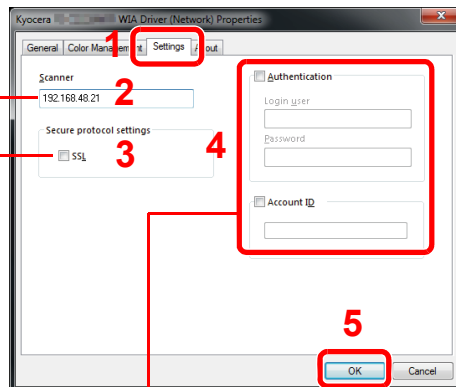 Kyocera WIA Driver (Network) Properties
General Color Management Settings
1
Scanner
192.168.48.21
2
Secure protocol settings
SSL
3
Authentication
Login user
Password
4
Account ID
5
OK Cancel